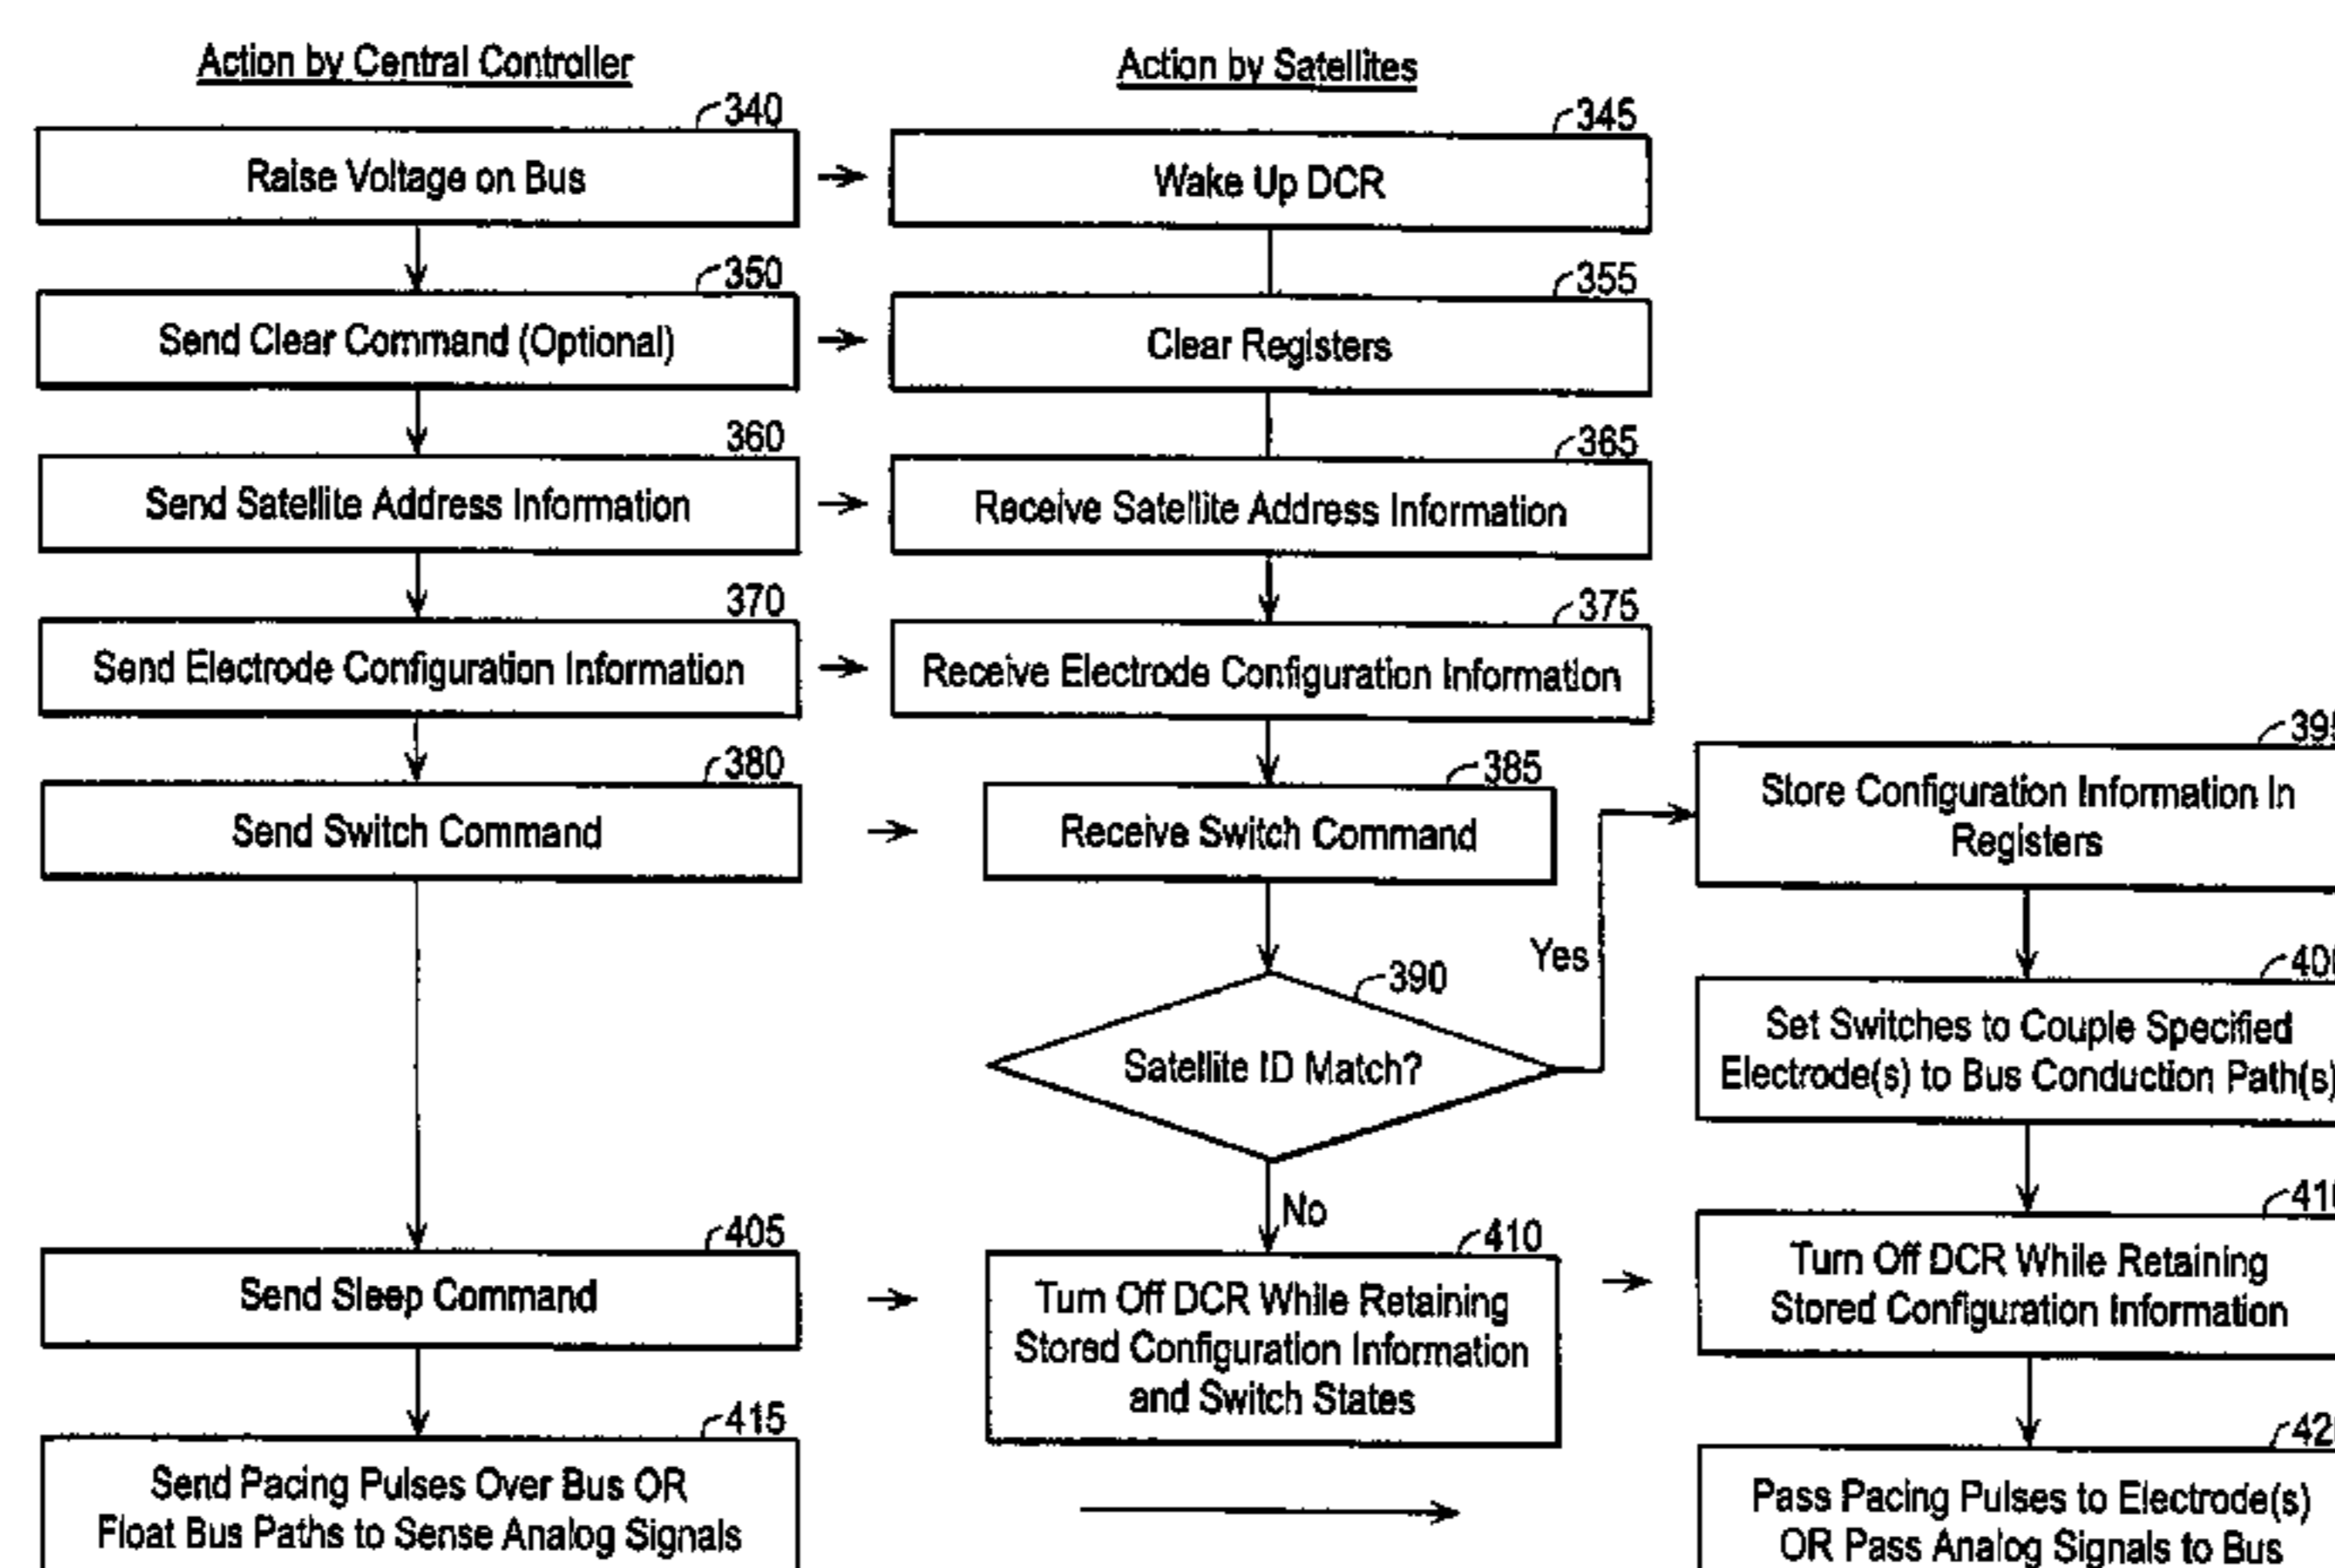 Action by Central Controller
Action by Satellites
340
Raise Voltage on Bus
345
Wake Up DCR
350
Send Clear Command (Optional)
355
Clear Registers
360
Send Satellite Address Information
365
Receive Satellite Address Information
370
Send Electrode Configuration Information
375
Receive Electrode Configuration Information
380
Send Switch Command
385
Receive Switch Command
Store Configuration Information In
Registers
Yes
390
Satellite ID Match?
Set Switches to Couple Specified
Electrode(s) to Bus Conduction Path(s)
No
405
Send Sleep Command
410
Turn Off DCR While Retaining
Stored Configuration Information
and Switch States
Turn Off DCR While Retaining
Stored Configuration Information
415
Send Pacing Pulses Over Bus OR
Float Bus Paths to Sense Analog Signals
Pass Pacing Pulses to Electrode(s)
OR Pass Analog Signals to Bus